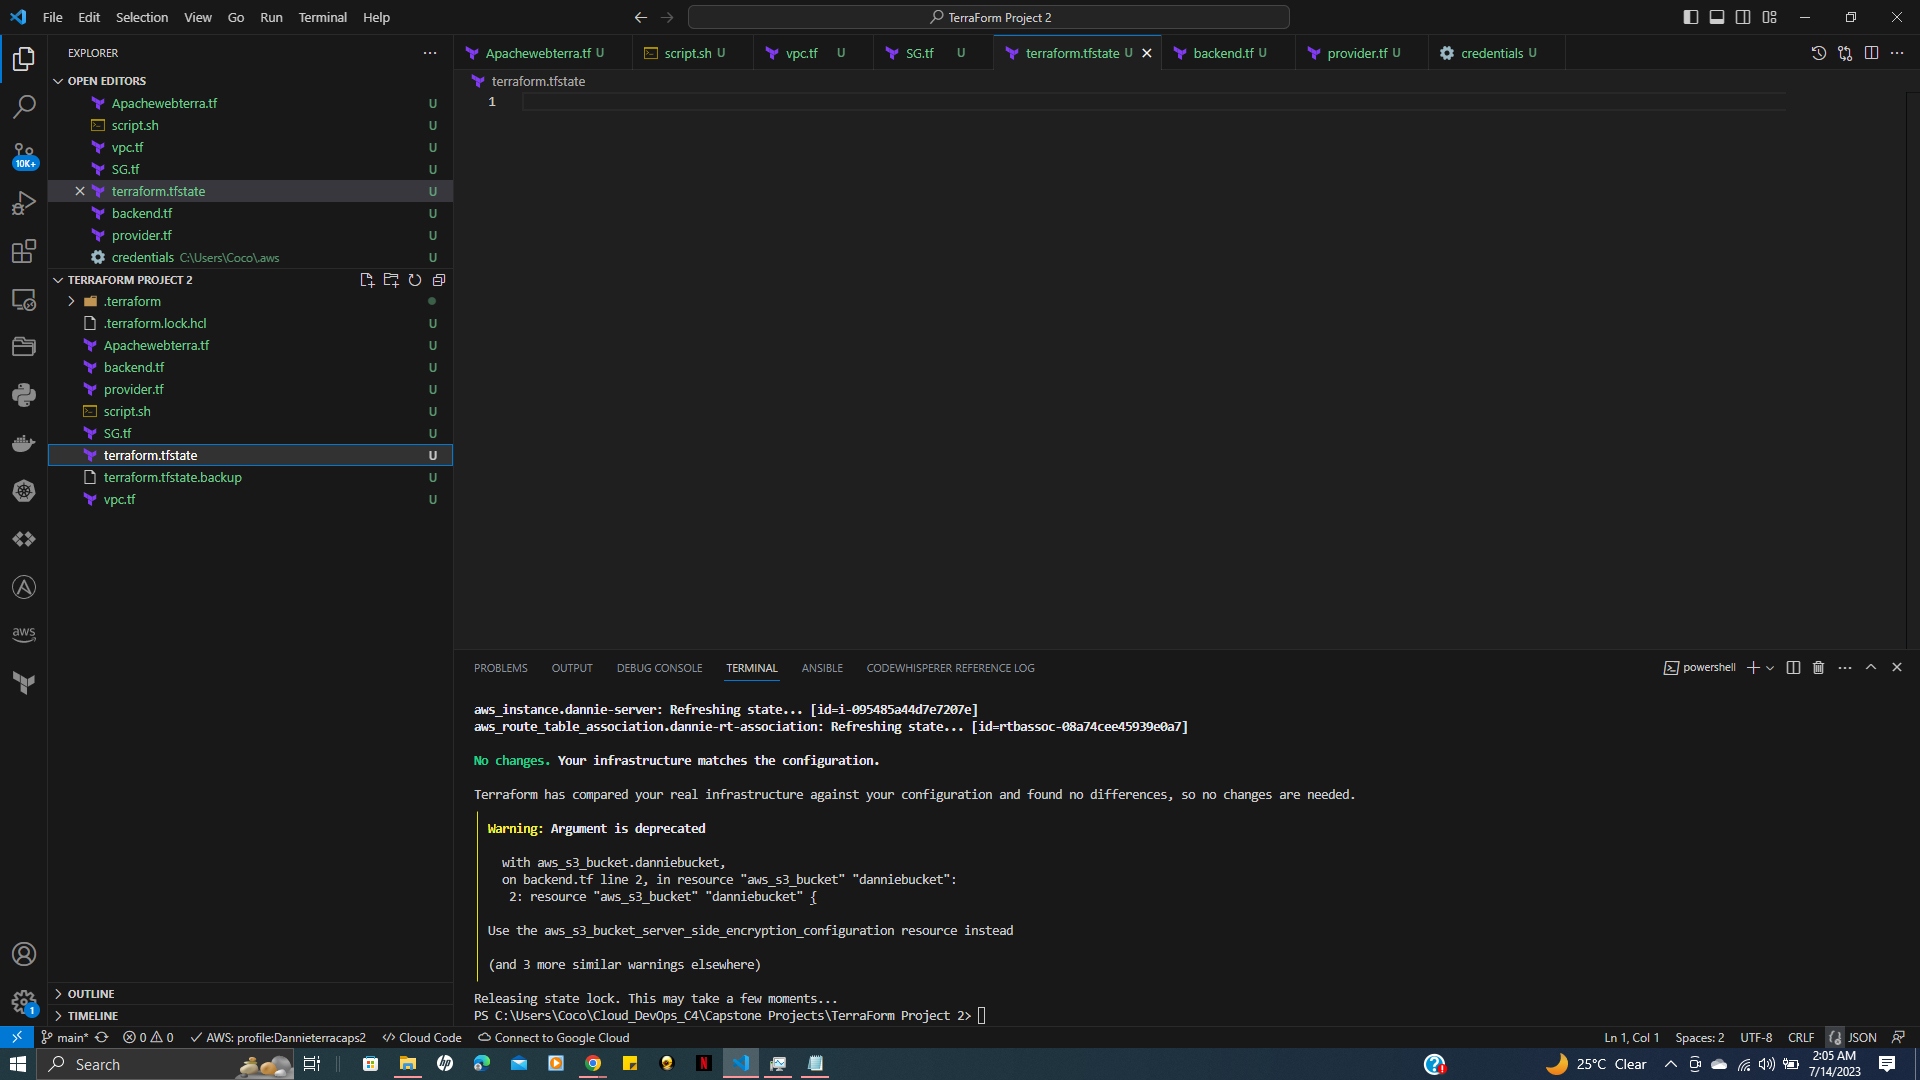 File Edit Selection View Go Run Terminal Help
TerraForm Project 2
EXPLORER
OPEN EDITORS
Apachewebterra.tf U
script.sh U
vpc.tf U
SG.tf U
terraform.tfstate U
backend.tf U
provider.tf U
credentials C:\Users\Coco\.aws U
TERRAFORM PROJECT 2
.terraform
.terraform.lock.hcl U
Apachewebterra.tf U
backend.tf U
provider.tf U
script.sh U
SG.tf U
terraform.tfstate U
terraform.tfstate.backup U
vpc.tf U
OUTLINE
TIMELINE
10K+
aws
1
Apachewebterra.tf U script.sh U vpc.tf U SG.tf U terraform.tfstate U backend.tf U provider.tf U credentials U
terraform.tfstate
1
PROBLEMS OUTPUT DEBUG CONSOLE TERMINAL ANSIBLE CODEWHISPERER REFERENCE LOG
powershell
aws_instance.dannie-server: Refreshing state... [id=i-095485a44d7e7207e]
aws_route_table_association.dannie-rt-association: Refreshing state... [id=rtbassoc-08a74cee45939e0a7]
No changes. Your infrastructure matches the configuration.
Terraform has compared your real infrastructure against your configuration and found no differences, so no changes are needed.
Warning: Argument is deprecated
with aws_s3_bucket.danniebucket,
on backend.tf line 2, in resource "aws_s3_bucket" "danniebucket":
2: resource "aws_s3_bucket" "danniebucket" {
Use the aws_s3_bucket_server_side_encryption_configuration resource instead
(and 3 more similar warnings elsewhere)
Releasing state lock. This may take a few moments...
PS C:\Users\Coco\Cloud_DevOps_C4\Capstone Projects\TerraForm Project 2>
main* 0 0 AWS: profile:Dannieterracaps2 Cloud Code Connect to Google Cloud
Ln 1, Col 1 Spaces: 2 UTF-8 CRLF JSON
Search
25°C Clear
2:05 AM
7/14/2023